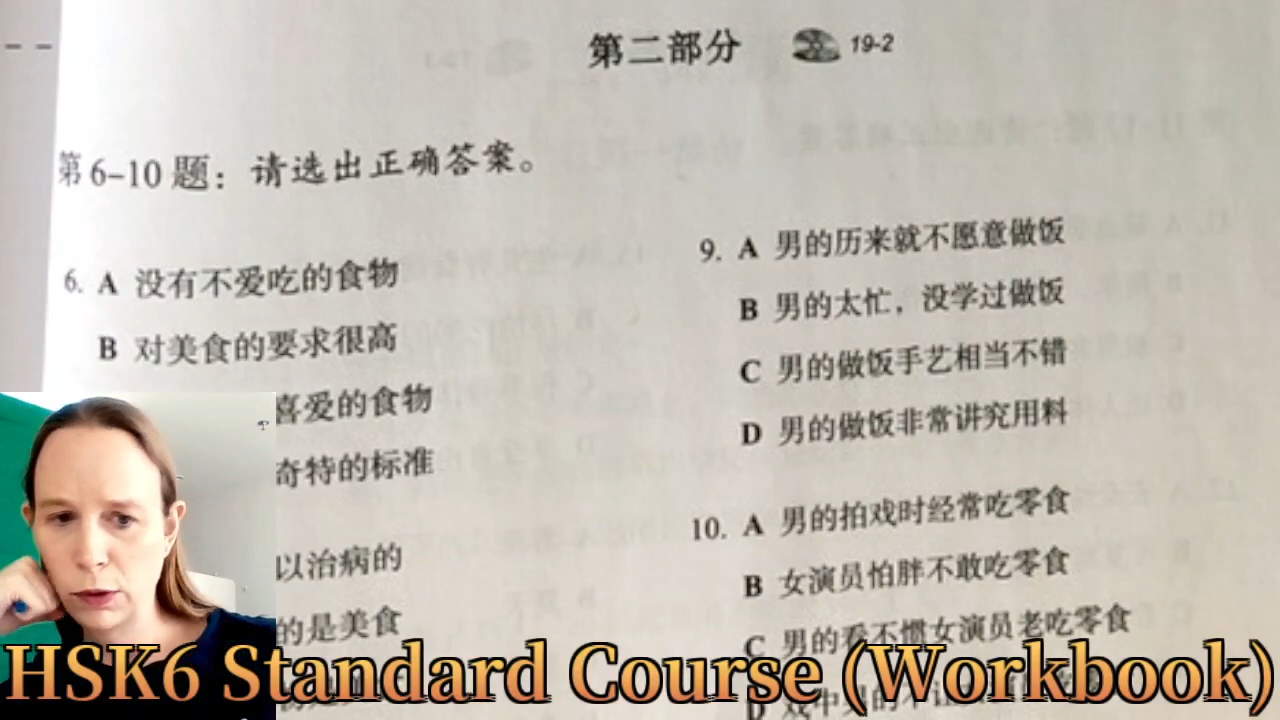 第二部分 19-2
第6-10题：请选出正确答案。
6. A 没有不爱吃的食物
B 对美食的要求很高
喜爱的食物
奇特的标准
以治病的
的是美食
9. A 男的历来就不愿意做饭
B 男的太忙，没学过做饭
C 男的做饭手艺相当不错
D 男的做饭非常讲究用料
10. A 男的拍戏时经常吃零食
B 女演员怕胖不敢吃零食
C 男的看不惯女演员老吃零食
D 戏中男的不让
HSK6 Standard Course (Workbook)